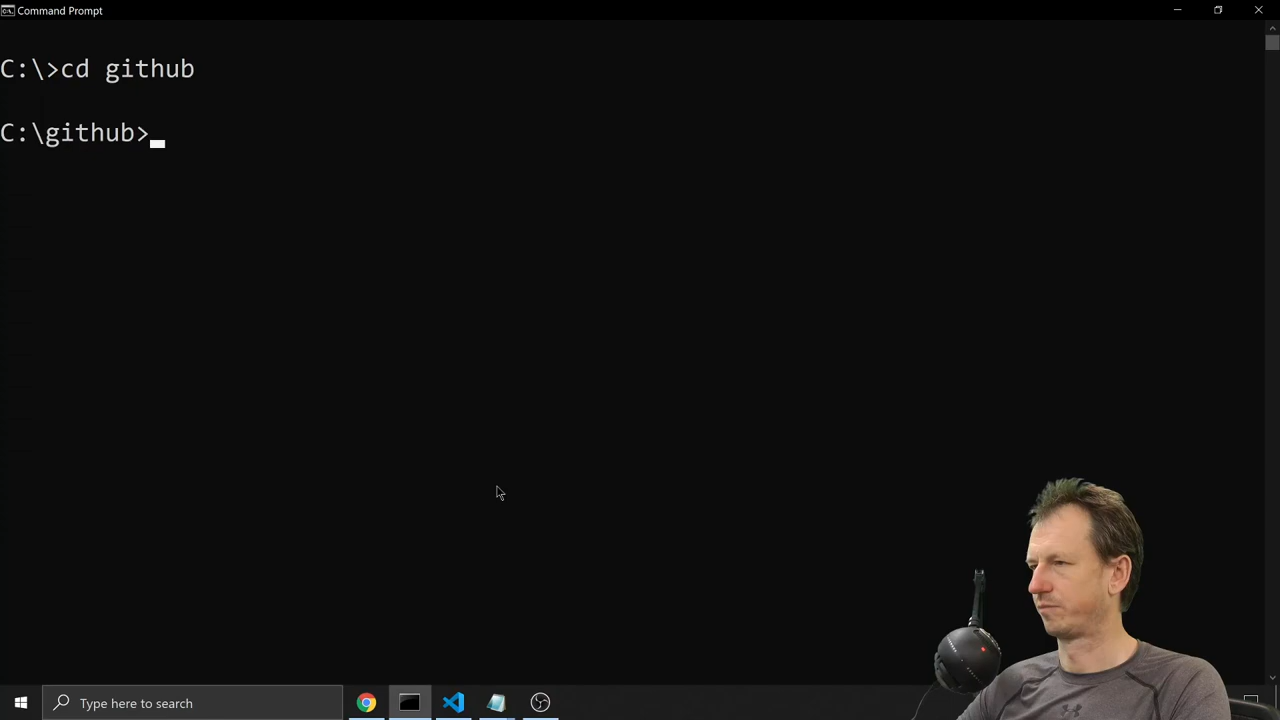 Command Prompt
C:\>cd github
C:\github>
Type here to search